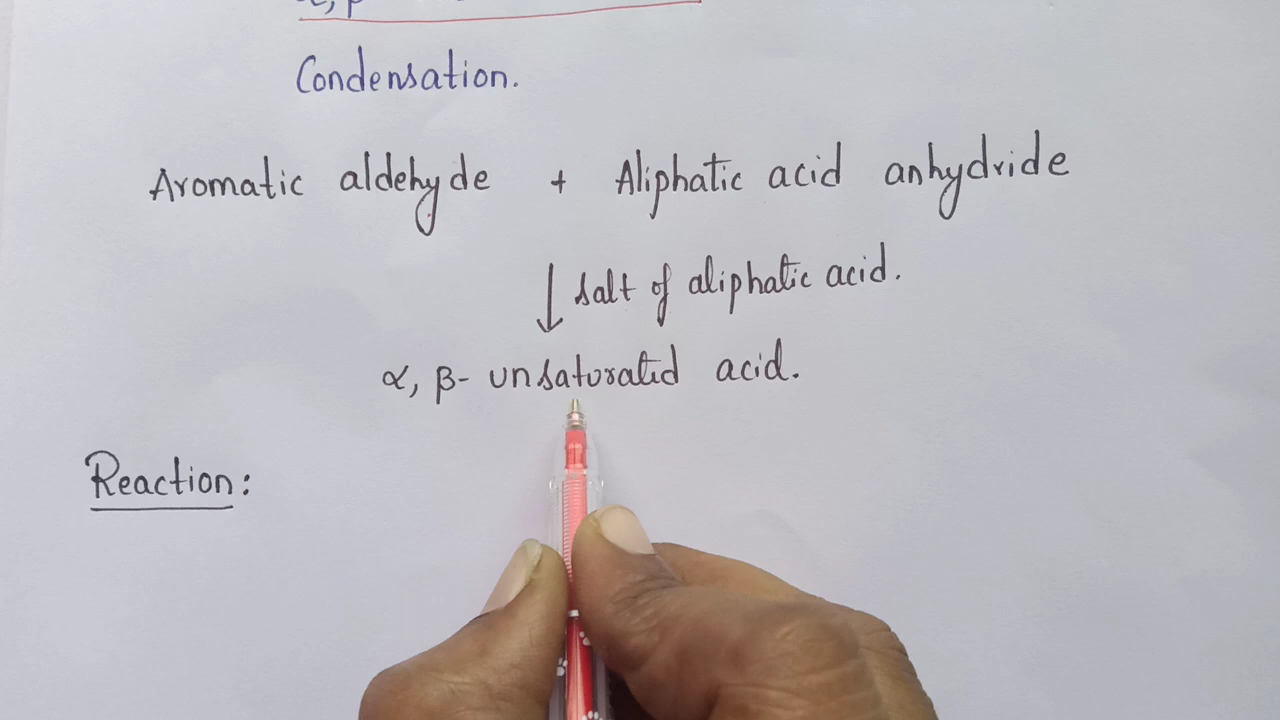 α, β
Condensation.
Aromatic aldehyde + Aliphatic acid anhydride
↓ salt of aliphatic acid.
α, β- unsaturated acid.
Reaction: